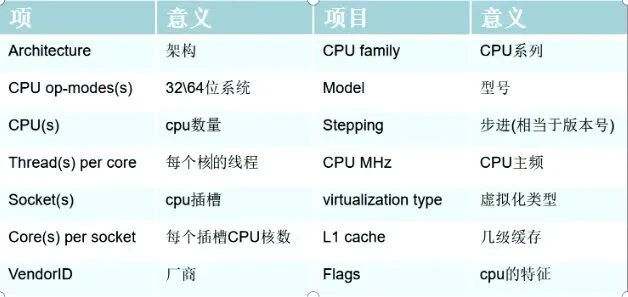 项 意义 项目 意义
Architecture 架构 CPU family CPU系列
CPU op-modes(s) 32\64位系统 Model 型号
CPU(s) cpu数量 Stepping 步进(相当于版本号)
Thread(s) per core 每个核的线程 CPU MHz CPU主频
Socket(s) cpu插槽 virtualization type 虚拟化类型
Core(s) per socket 每个插槽CPU核数 L1 cache 几级缓存
VendorID 厂商 Flags cpu的特征